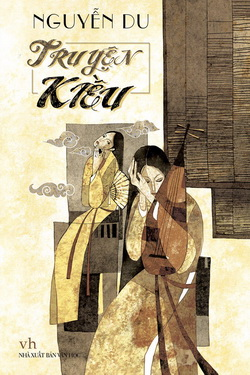 NGUYỄN DU
TRUYỆN
KIỀU
vh
NHÀ XUẤT BẢN VĂN HỌC